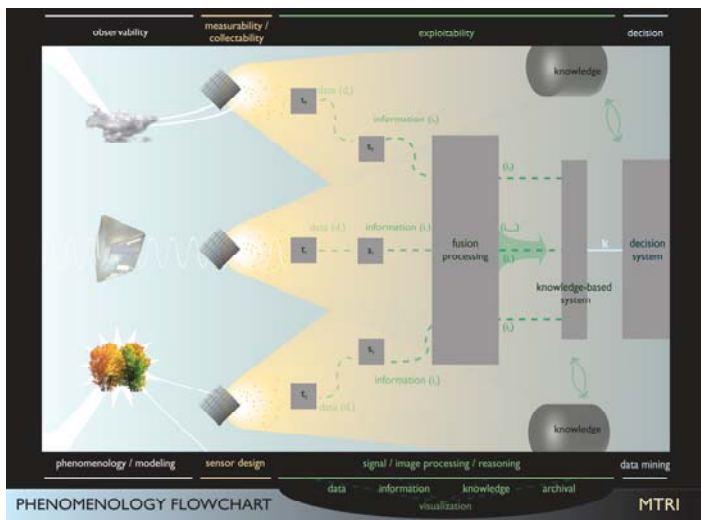 observability
measurability /
collectability
exploitability
decision
knowledge
data
information
information
data
information
fusion
processing
k
decision
system
knowledge-based
system
information
data
knowledge
phenomenology / modeling
sensor design
signal / image processing / reasoning
data mining
data
information
knowledge
archival
visualization
PHENOMENOLOGY FLOWCHART
MTRI